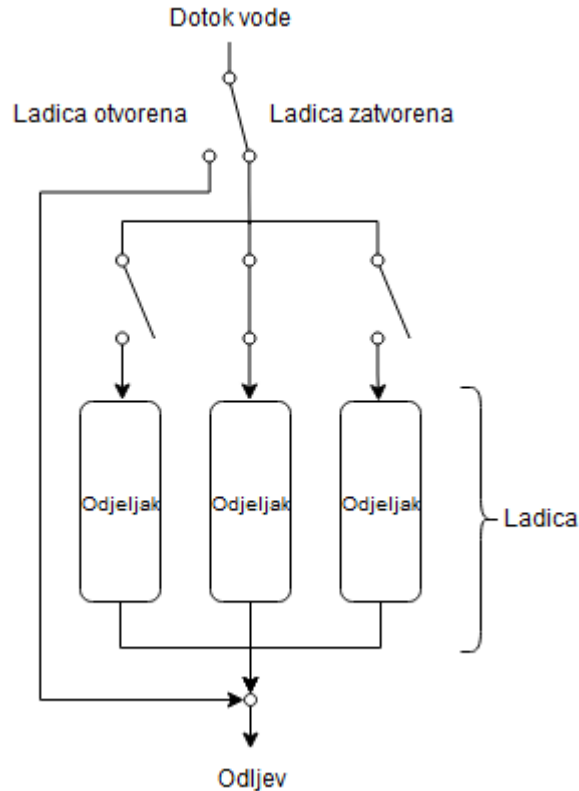 Dotok vode
Ladica otvorena
Ladica zatvorena
Odjeljak
Odjeljak
Odjeljak
Ladica
Odljev